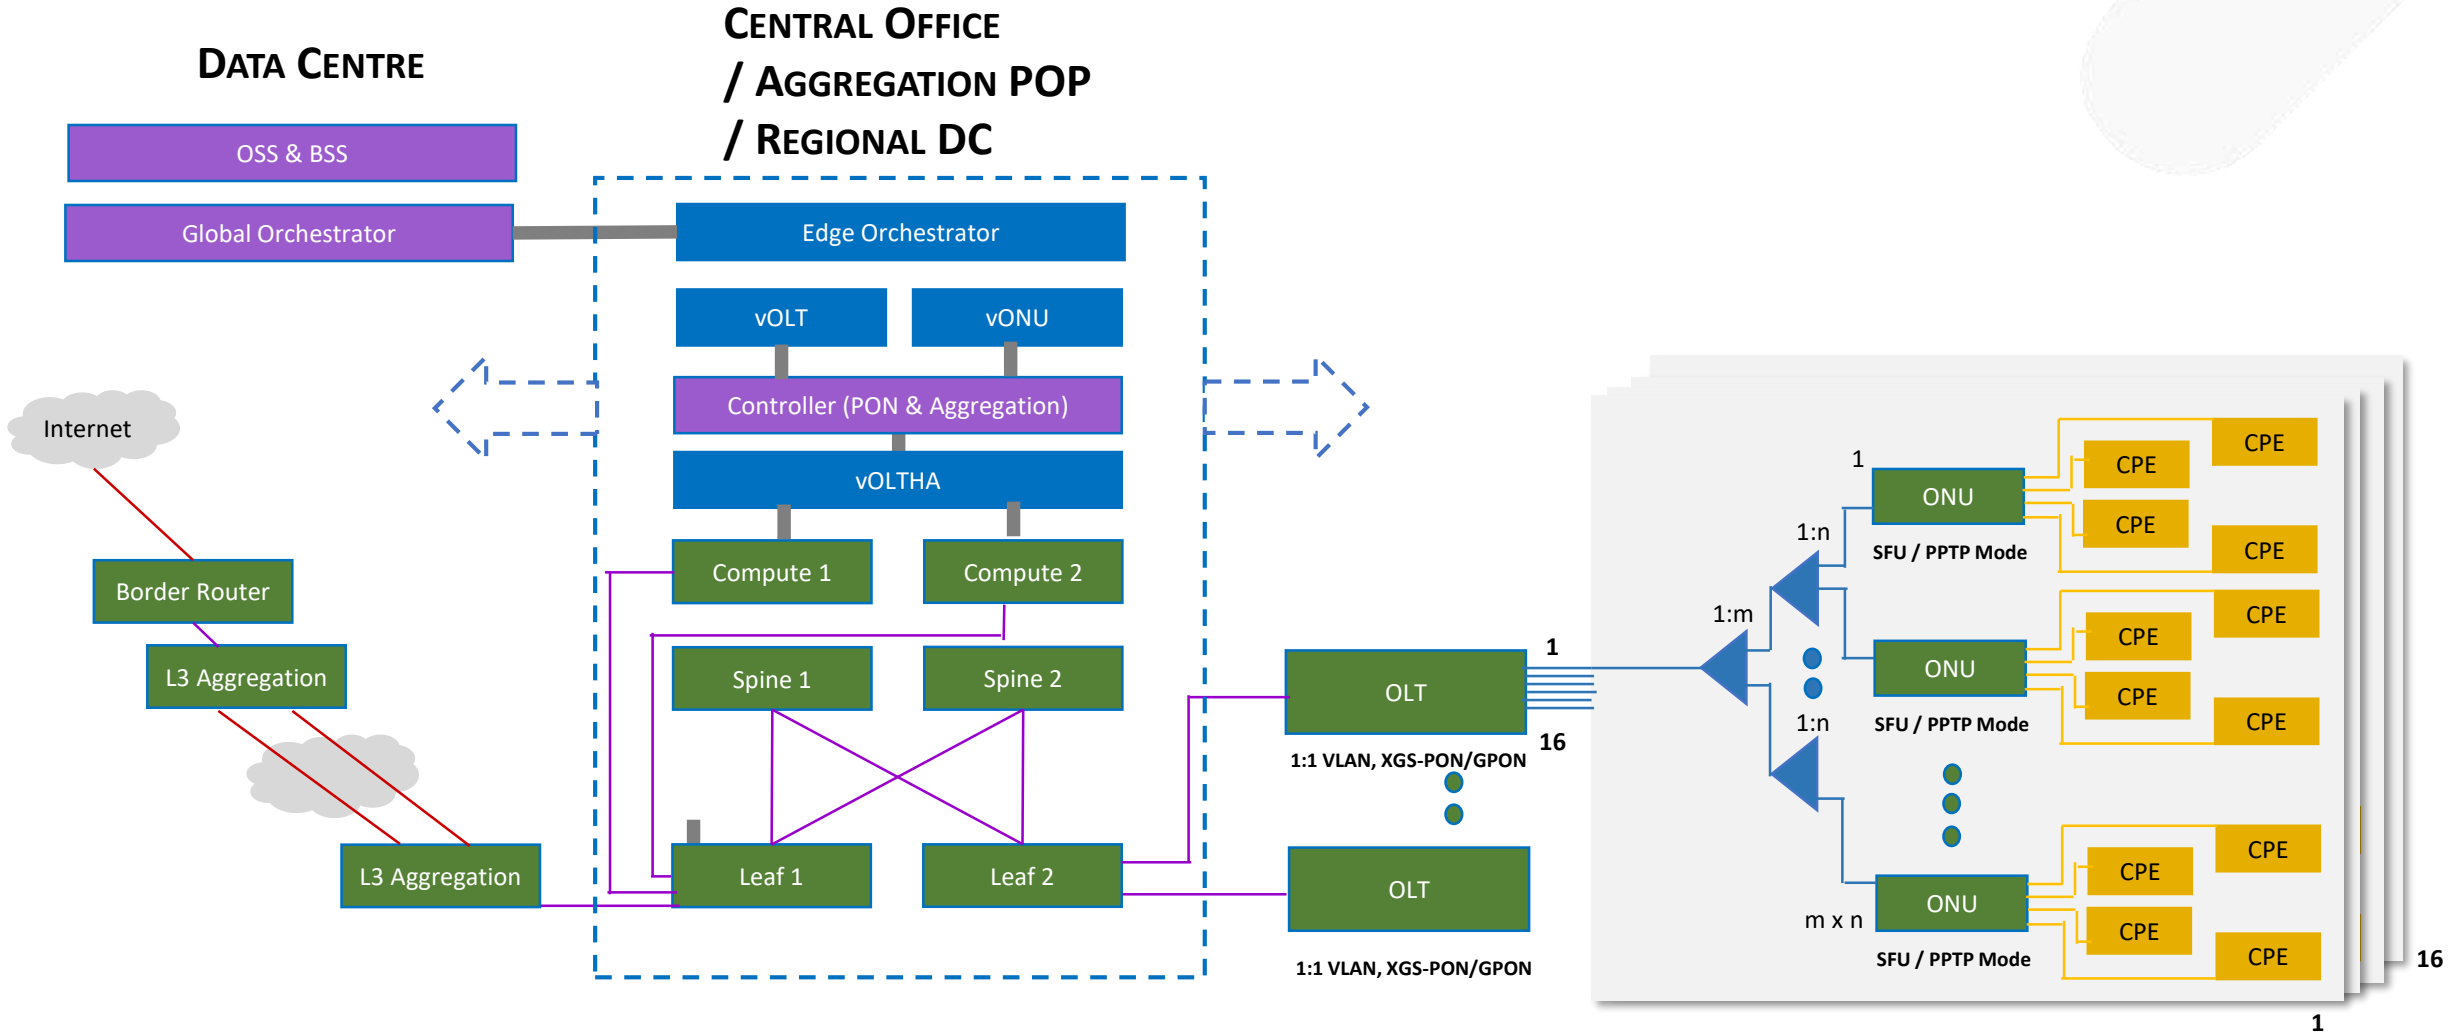 DATA CENTRE
CENTRAL OFFICE
/ AGGREGATION POP
/ REGIONAL DC
OSS & BSS
Global Orchestrator
Edge Orchestrator
vOLT
vONU
Controller (PON & Aggregation)
vOLTHA
Compute 1
Compute 2
Spine 1
Spine 2
Leaf 1
Leaf 2
Internet
Border Router
L3 Aggregation
L3 Aggregation
OLT
1
16
1:1 VLAN, XGS-PON/GPON
OLT
1:1 VLAN, XGS-PON/GPON
1:m
1:n
1:n
1
ONU
SFU / PPTP Mode
CPE
CPE
CPE
CPE
ONU
SFU / PPTP Mode
CPE
CPE
CPE
CPE
m x n
ONU
SFU / PPTP Mode
CPE
CPE
CPE
CPE
16
1